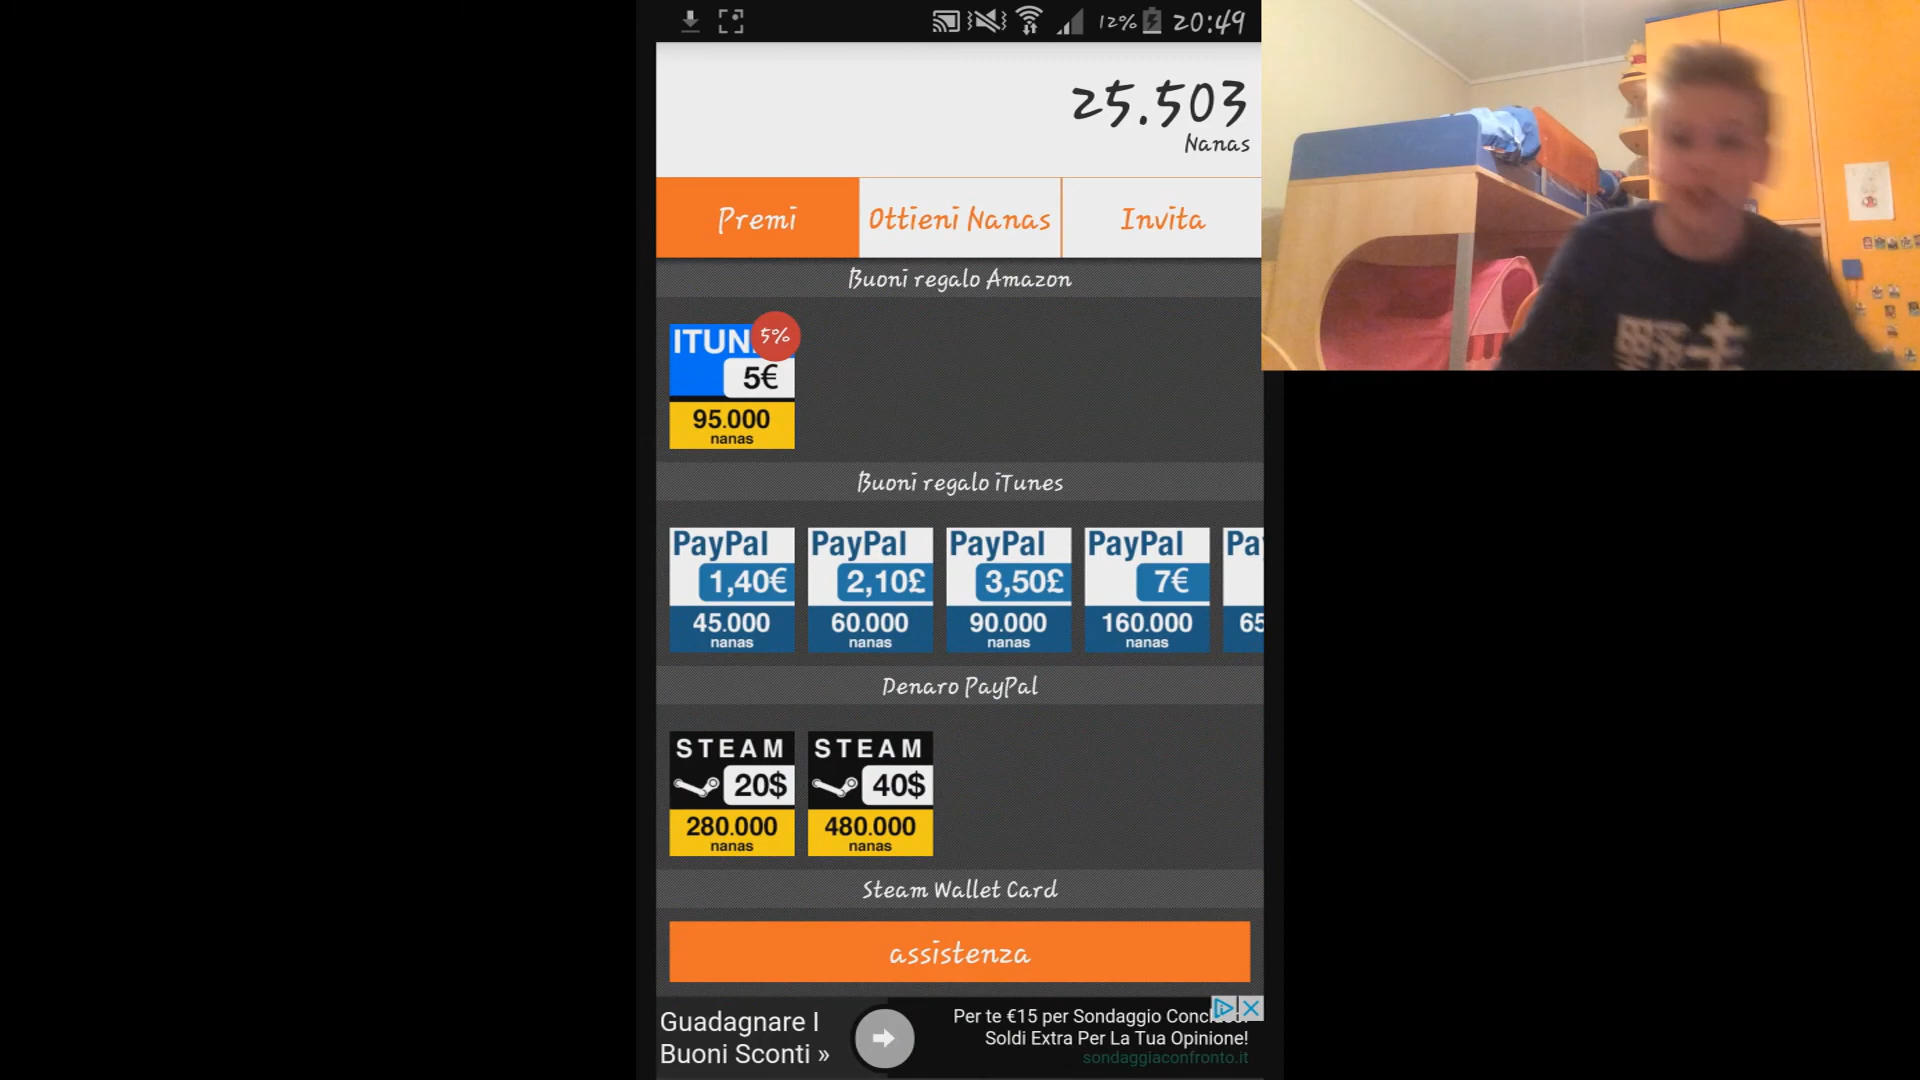 12% 20:49
25.503
Nanas
Premi
Ottieni Nanas
Invita
Buoni regalo Amazon
5%
5€
95.000
nanas
Buoni regalo iTunes
PayPal PayPal PayPal PayPal
1,40€ 2,10£ 3,50£ 7€
45.000 60.000 90.000 160.000
nanas nanas nanas nanas
Denaro PayPal
STEAM STEAM
20$ 40$
280.000 480.000
nanas nanas
Steam Wallet Card
assistenza
Guadagnare I
Buoni Sconti »
Per te €15 per Sondaggio
Soldi Extra Per La Tua Opinione!
sondaggiaconfronto.it